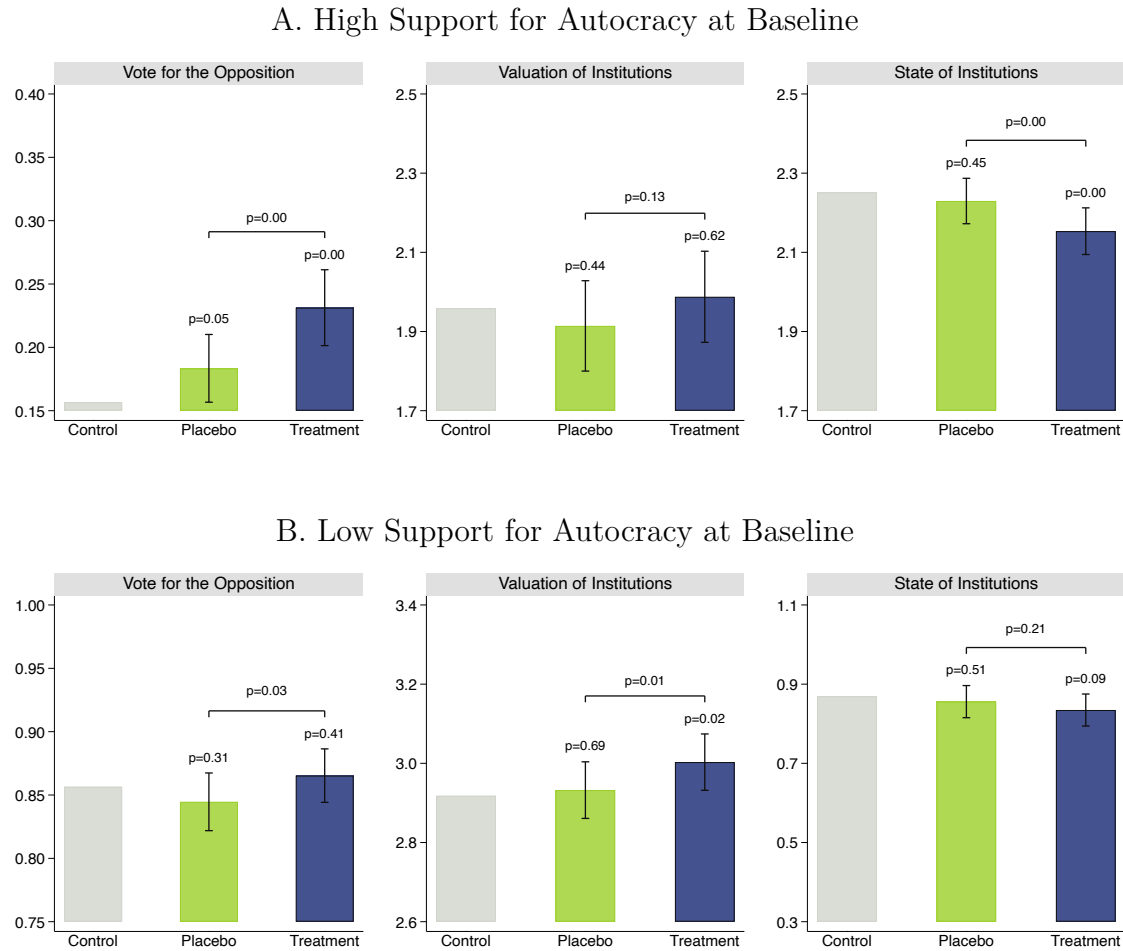 A. High Support for Autocracy at Baseline
Vote for the Opposition
0.40
0.35
0.30
0.25
0.20
0.15
p=0.00
p=0.00
p=0.05
Control Placebo Treatment
Valuation of Institutions
2.5
2.3
2.1
1.9
1.7
p=0.13
p=0.62
p=0.44
Control Placebo Treatment
State of Institutions
2.5
2.3
2.1
1.9
1.7
p=0.00
p=0.45
p=0.00
Control Placebo Treatment
B. Low Support for Autocracy at Baseline
Vote for the Opposition
1.00
0.95
0.90
0.85
0.80
0.75
p=0.03
p=0.31
p=0.41
Control Placebo Treatment
Valuation of Institutions
3.4
3.2
3.0
2.8
2.6
p=0.01
p=0.02
p=0.69
Control Placebo Treatment
State of Institutions
1.1
0.9
0.7
0.5
0.3
p=0.21
p=0.51
p=0.09
Control Placebo Treatment